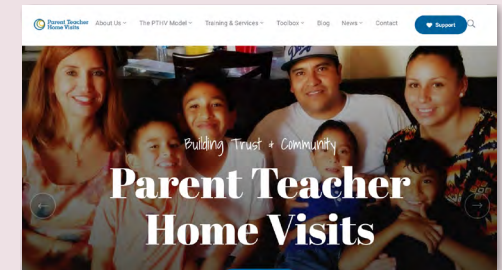 Parent Teacher
Home Visits
About Us
The PTHV Model
Training & Services
Toolbox
Blog
News
Contact
Support
Building Trust + Community
Parent Teacher
Home Visits